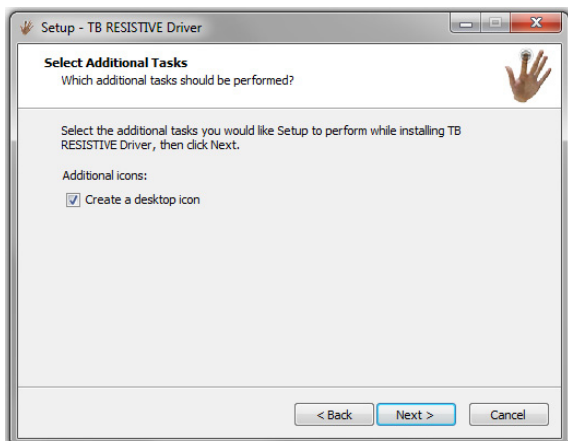 Setup - TB RESISTIVE Driver
Select Additional Tasks
Which additional tasks should be performed?
Select the additional tasks you would like Setup to perform while installing TB
RESISTIVE Driver, then click Next.
Additional icons:
Create a desktop icon
< Back Next > Cancel